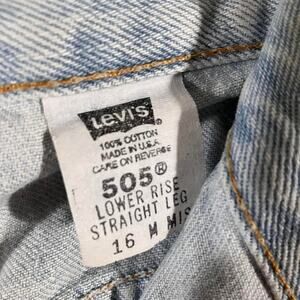 Levi's ®
100% COTTON
MADE IN U.S.A.
CARE ON REVERSE
505®
LOWER RISE
STRAIGHT LEG
16 M MIS